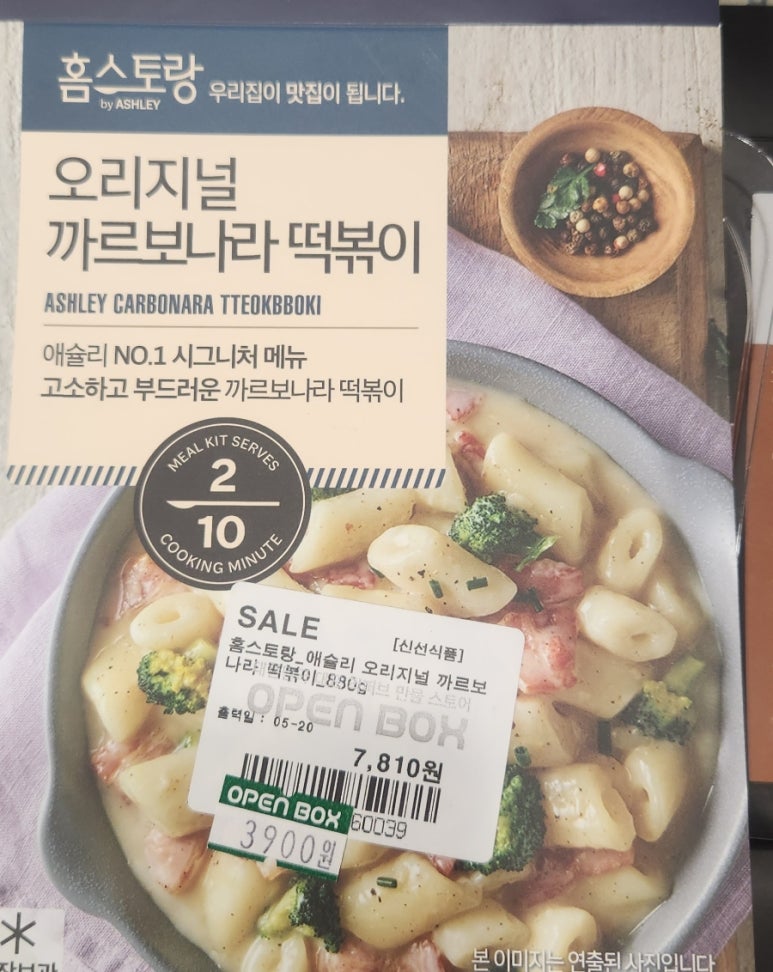 홈스토랑
by ASHLEY
우리집이 맛집이 됩니다.
오리지널
까르보나라 떡볶이
ASHLEY CARBONARA TTEOKBBOKI
애슐리 NO.1 시그니처 메뉴
고소하고 부드러운 까르보나라 떡볶이
MEAL KIT SERVES
2
10
COOKING MINUTE
SALE
[신선식품]
홈스토랑_애슐리 오리지널 까르보
나라 떡볶이_880g
만물 스토어
OPEN BOX
출력일 : 05-20
7,810원
OPEN BOX
60039
3900원
본 이미지는 연출된 사진입니다